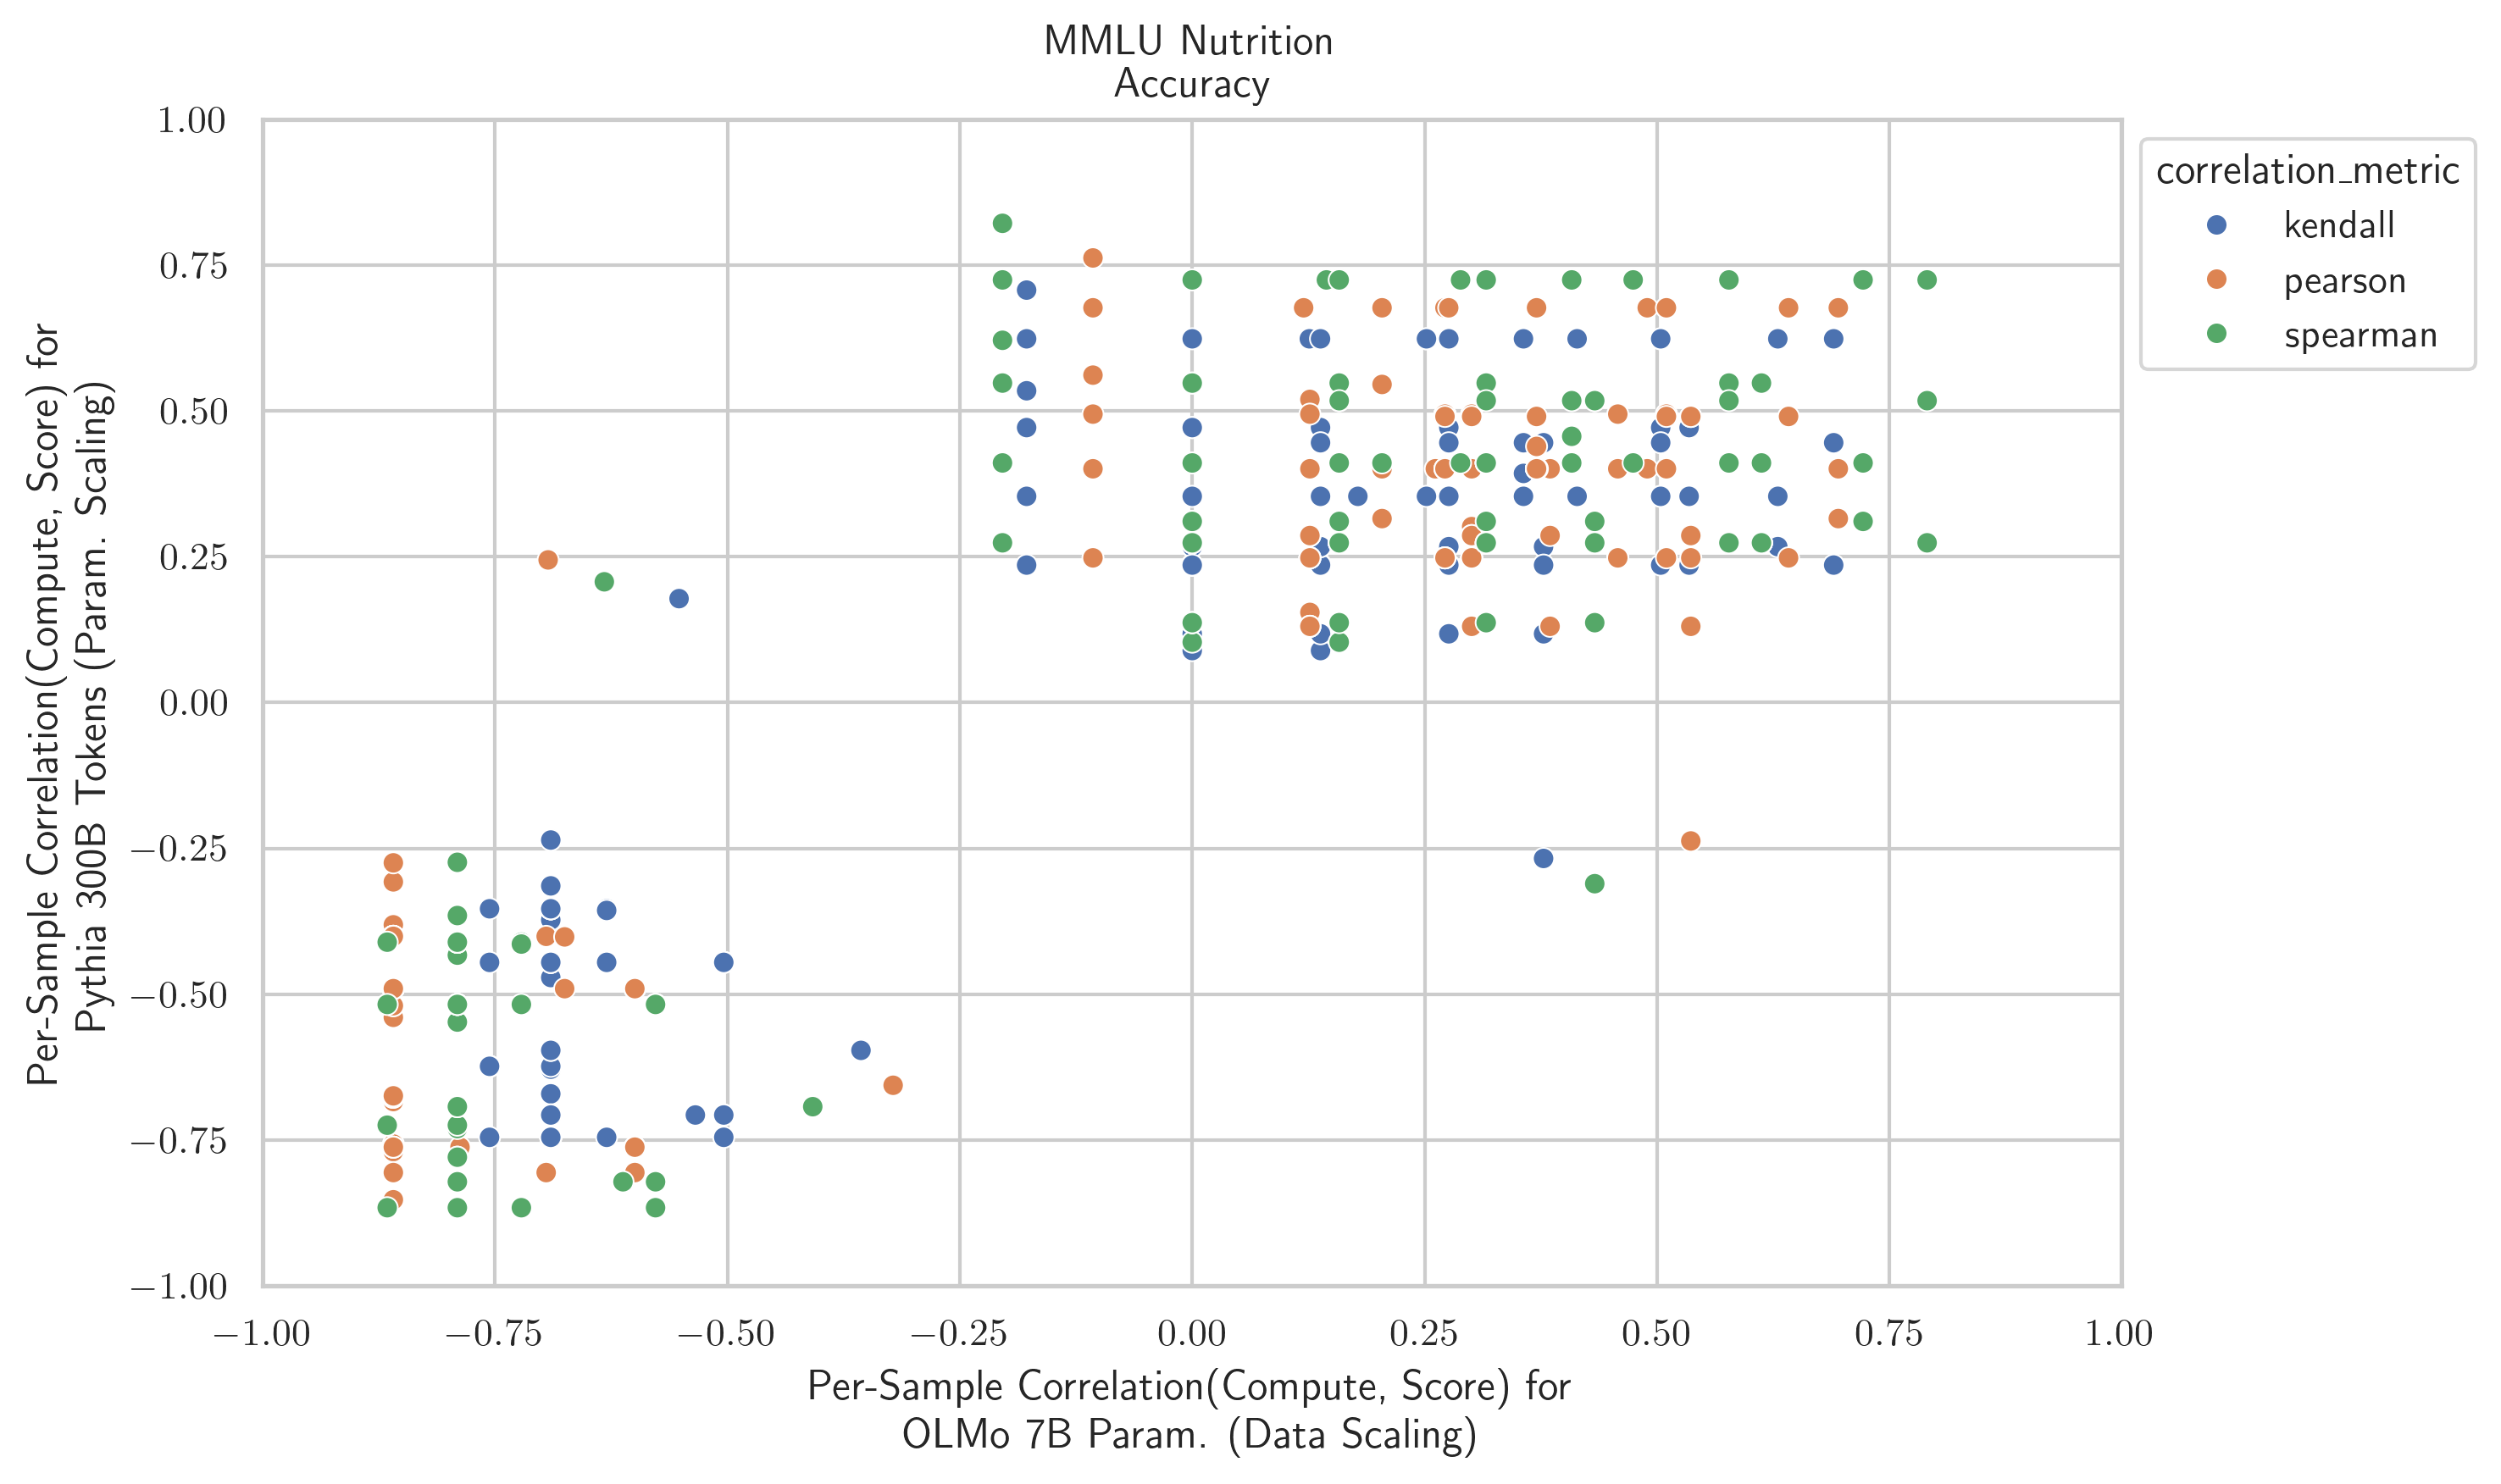 MMLU Nutrition
Accuracy
Per-Sample Correlation(Compute, Score) for
Pythia 300B Tokens (Param. Scaling)
1.00
0.75
0.50
0.25
0.00
−0.25
−0.50
−0.75
−1.00
−1.00 −0.75 −0.50 −0.25 0.00 0.25 0.50 0.75 1.00
Per-Sample Correlation(Compute, Score) for
OLMo 7B Param. (Data Scaling)
correlation_metric
kendall
pearson
spearman